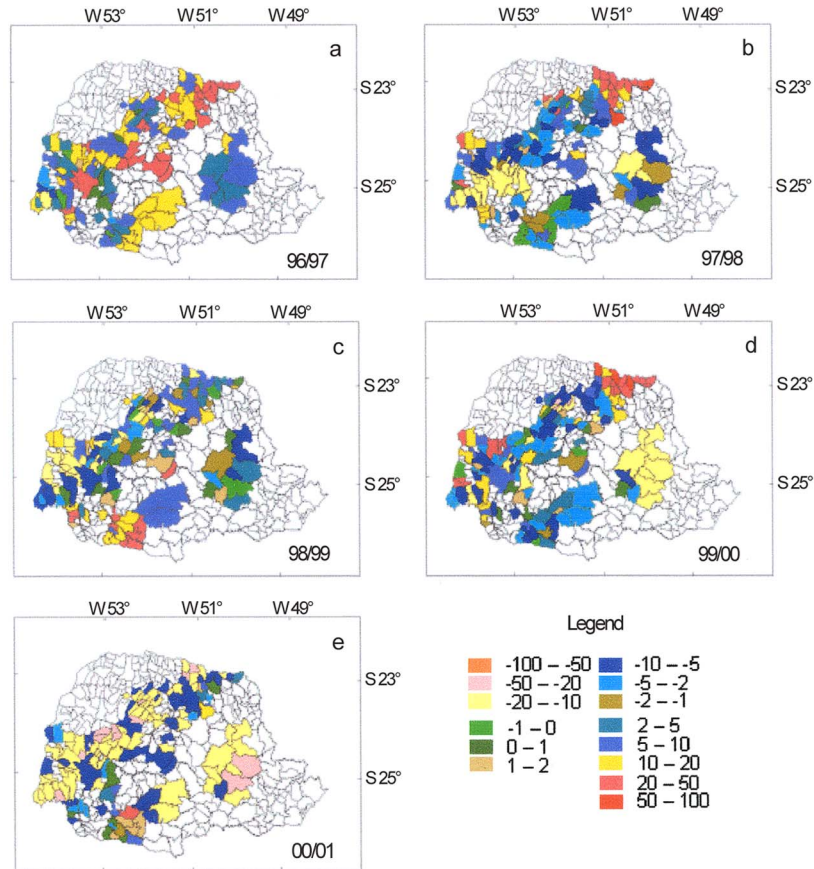 W53° W51° W49°
a
S23°
S25°
96/97
W53° W51° W49°
b
S23°
S25°
97/98
W53° W51° W49°
c
S23°
S25°
98/99
W53° W51° W49°
d
S23°
S25°
99/00
W53° W51° W49°
e
S23°
S25°
00/01
Legend
-100 – -50
-50 – -20
-20 – -10
-1 – 0
0 – 1
1 – 2
-10 – -5
-5 – -2
-2 – -1
2 – 5
5 – 10
10 – 20
20 – 50
50 – 100